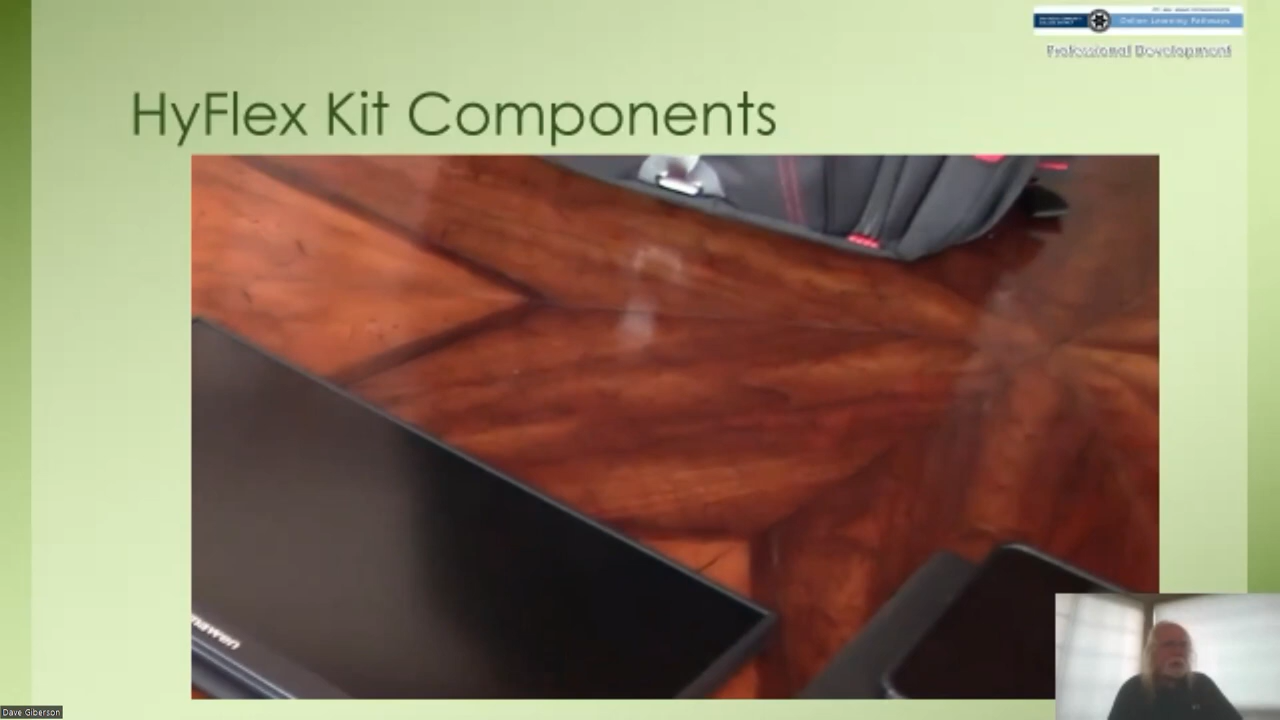 Online Learning Pathways
Professional Development
HyFlex Kit Components
Dave Giberson